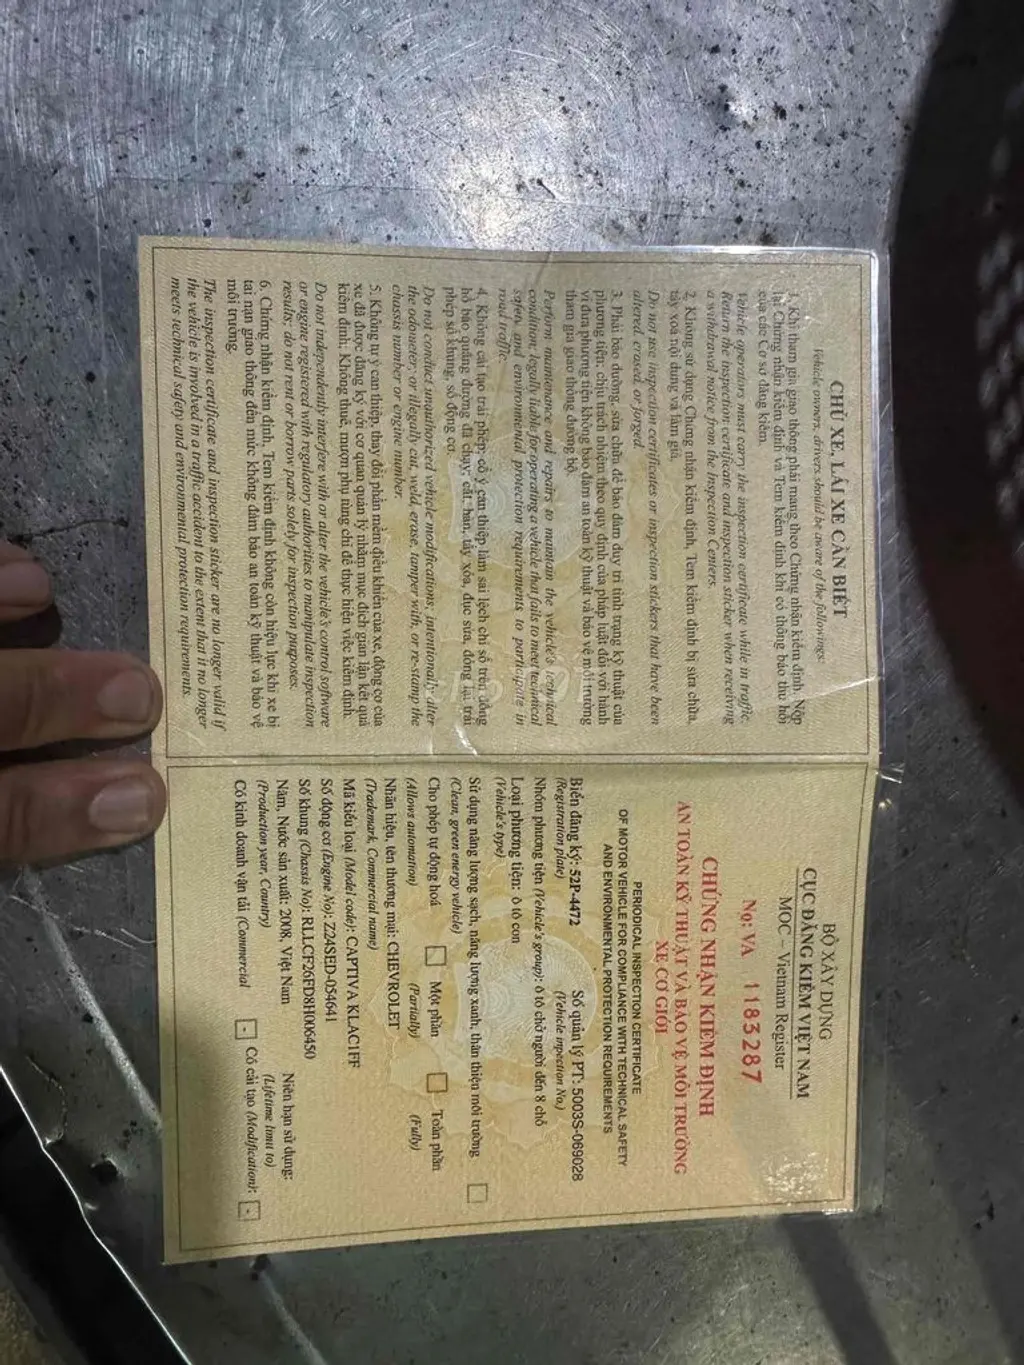 CHỦ XE, LÁI XE CẦN BIẾT
Vehicle owners, drivers should be aware of the followings:
1. Khi tham gia giao thông phải mang theo Chứng nhận kiểm định. Nộp
lại Chứng nhận kiểm định và Tem kiểm định khi có thông báo thu hồi
của các Cơ sở đăng kiểm.
Vehicle operators must carry the inspection certificate while in traffic.
Return the inspection certificate and inspection sticker when receiving
a withdrawal notice from the Inspection Centers.
2. Không sử dụng Chứng nhận kiểm định, Tem kiểm định bị sửa chữa,
tẩy xóa nội dung và làm giả.
Do not use inspection certificates or inspection stickers that have been
altered, erased, or forged.
3. Phải bảo dưỡng, sửa chữa để bảo đảm duy trì tình trạng kỹ thuật của
phương tiện; chịu trách nhiệm theo quy định của pháp luật đối với hành
vi đưa phương tiện không bảo đảm an toàn kỹ thuật và bảo vệ môi trường
tham gia giao thông đường bộ.
Perform maintenance and repairs to maintain the vehicle's technical
condition; legally liable for operating a vehicle that fails to meet technical
safety, and environmental protection requirements to participate in
road traffic.
4. Không cải tạo trái phép; cố ý can thiệp làm sai lệch chỉ số trên đồng
hồ báo quãng đường đã chạy; cắt, hàn, tẩy xóa, đục sửa, đóng lại trái
phép số khung, số động cơ.
Do not conduct unauthorized vehicle modifications; intentionally alter
the odometer; or illegally cut, weld, erase, tamper with, or re-stamp the
chassis number or engine number.
5. Không tự ý can thiệp, thay đổi phần mềm điều khiển của xe, động cơ của
xe đã được đăng ký với cơ quan quản lý nhằm mục đích gian lận kết quả
kiểm định; Không thuê, mượn phụ tùng chỉ để thực hiện việc kiểm định.
Do not independently interfere with or alter the vehicle's control software
or engine registered with regulatory authorities to manipulate inspection
results; do not rent or borrow parts solely for inspection purposes.
6. Chứng nhận kiểm định, Tem kiểm định không còn hiệu lực khi xe bị
tai nạn giao thông đến mức không đảm bảo an toàn kỹ thuật và bảo vệ
môi trường.
The inspection certificate and inspection sticker are no longer valid if
the vehicle is involved in a traffic accident to the extent that it no longer
meets technical safety and environmental protection requirements.
BỘ XÂY DỰNG
CỤC ĐĂNG KIỂM VIỆT NAM
MOC – Vietnam Register
No: VA 1183287
CHỨNG NHẬN KIỂM ĐỊNH
AN TOÀN KỸ THUẬT VÀ BẢO VỆ MÔI TRƯỜNG
XE CƠ GIỚI
PERIODICAL INSPECTION CERTIFICATE
OF MOTOR VEHICLE FOR COMPLIANCE WITH TECHNICAL SAFETY
AND ENVIRONMENTAL PROTECTION REQUIREMENTS
Biển đăng ký: 52P-4472 Số quản lý PT: 5003S-069028
(Registration plate) (Vehicle inpection No.)
Nhóm phương tiện (Vehicle's group): ô tô chở người đến 8 chỗ
Loại phương tiện: ô tô con
(Vehicle's type)
Sử dụng năng lượng sạch, năng lượng xanh, thân thiện môi trường
(Clean, green energy vehicle)
Cho phép tự động hoá Một phần Toàn phần
(Allows automation) (Partially) (Fully)
Nhãn hiệu, tên thương mại: CHEVROLET
(Trademark, Commercial name)
Mã kiểu loại (Model code): CAPTIVA KLAC1FF
Số động cơ (Engine No): Z24SED-054641
Số khung (Chassis No): RLLCF26FD8H006450
Năm, Nước sản xuất: 2008, Việt Nam Niên hạn sử dụng:
(Production year, Country) (Lifetime limit to)
Có kinh doanh vận tải (Commercial - Có cải tạo (Modification): -